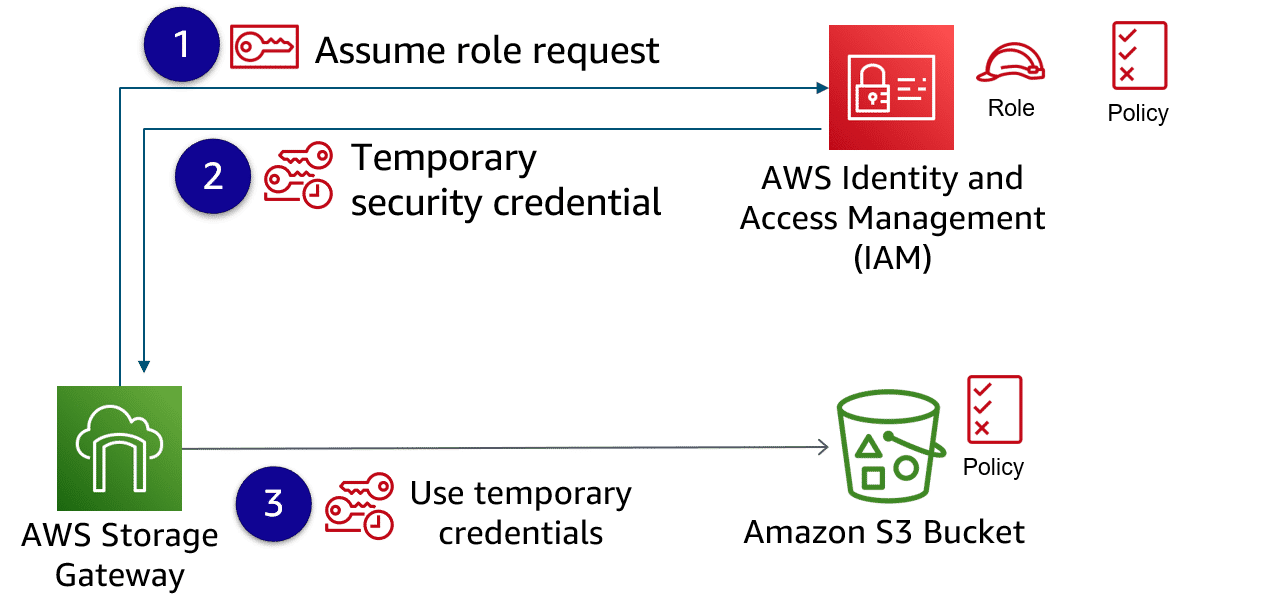 1
Assume role request
Role
Policy
2
Temporary
security credential
AWS Identity and
Access Management
(IAM)
Policy
3
Use temporary
credentials
AWS Storage
Gateway
Amazon S3 Bucket